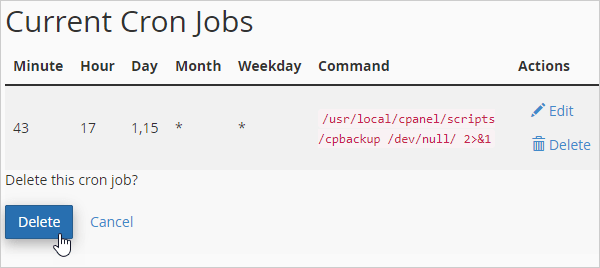 Current Cron Jobs
Minute Hour Day Month Weekday Command Actions
43 17 1,15 * * /usr/local/cpanel/scripts
/cpbackup /dev/null/ 2>&1
Edit
Delete
Delete this cron job?
Delete Cancel